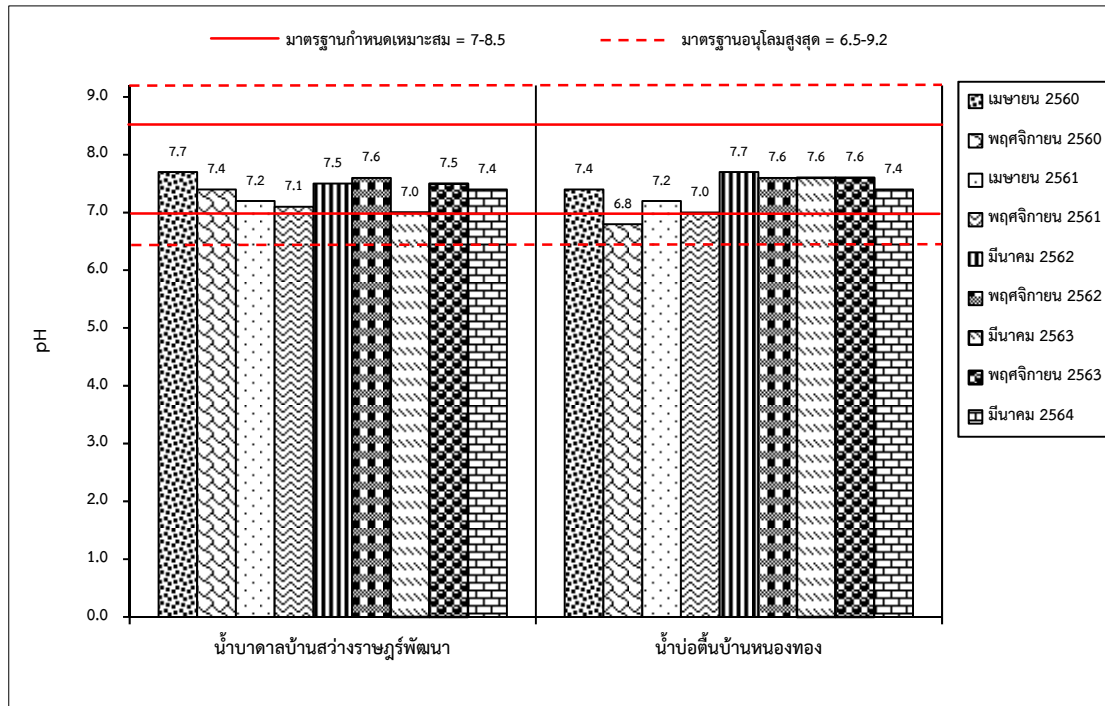 มาตรฐานกำหนดเหมาะสม = 7-8.5
มาตรฐานอนุโลมสูงสุด = 6.5-9.2
pH
9.0
8.0
7.0
6.0
5.0
4.0
3.0
2.0
1.0
0.0
7.7 7.4 7.2 7.1 7.5 7.6 7.0 7.5 7.4
7.4 6.8 7.2 7.0 7.7 7.6 7.6 7.6 7.4
น้ำบาดาลบ้านสว่างราษฎร์พัฒนา
น้ำบ่อตื้นบ้านหนองทอง
เมษายน 2560
พฤศจิกายน 2560
เมษายน 2561
พฤศจิกายน 2561
มีนาคม 2562
พฤศจิกายน 2562
มีนาคม 2563
พฤศจิกายน 2563
มีนาคม 2564